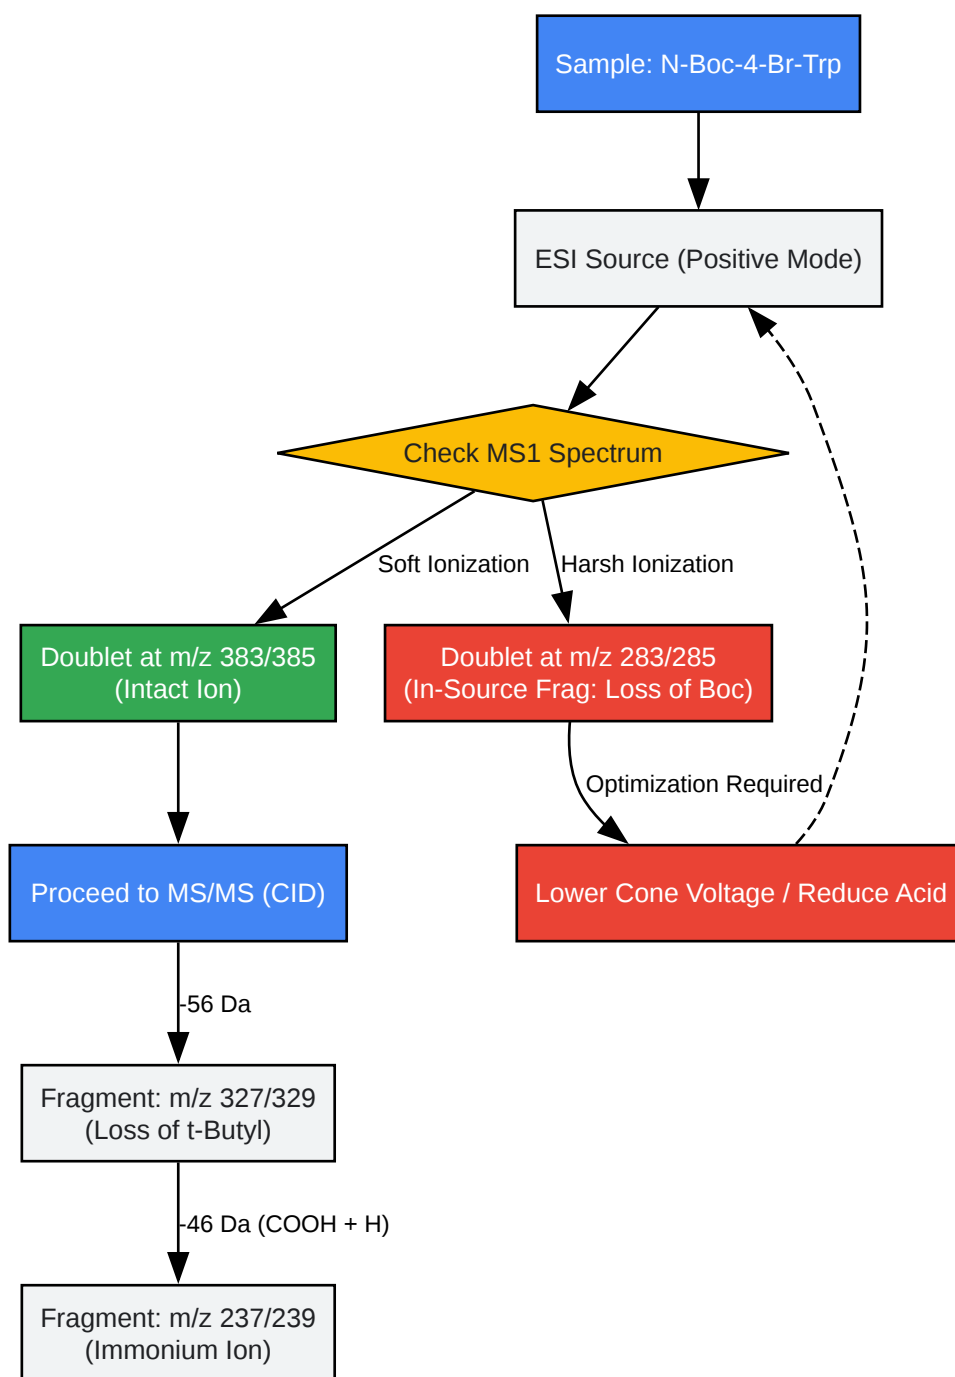 Sample: N-Boc-4-Br-Trp
ESI Source (Positive Mode)
Check MS1 Spectrum
Soft Ionization
Harsh Ionization
Doublet at m/z 383/385
(Intact Ion)
Doublet at m/z 283/285
(In-Source Frag: Loss of Boc)
Optimization Required
Proceed to MS/MS (CID)
Lower Cone Voltage / Reduce Acid
-56 Da
Fragment: m/z 327/329
(Loss of t-Butyl)
-46 Da (COOH + H)
Fragment: m/z 237/239
(Immonium Ion)